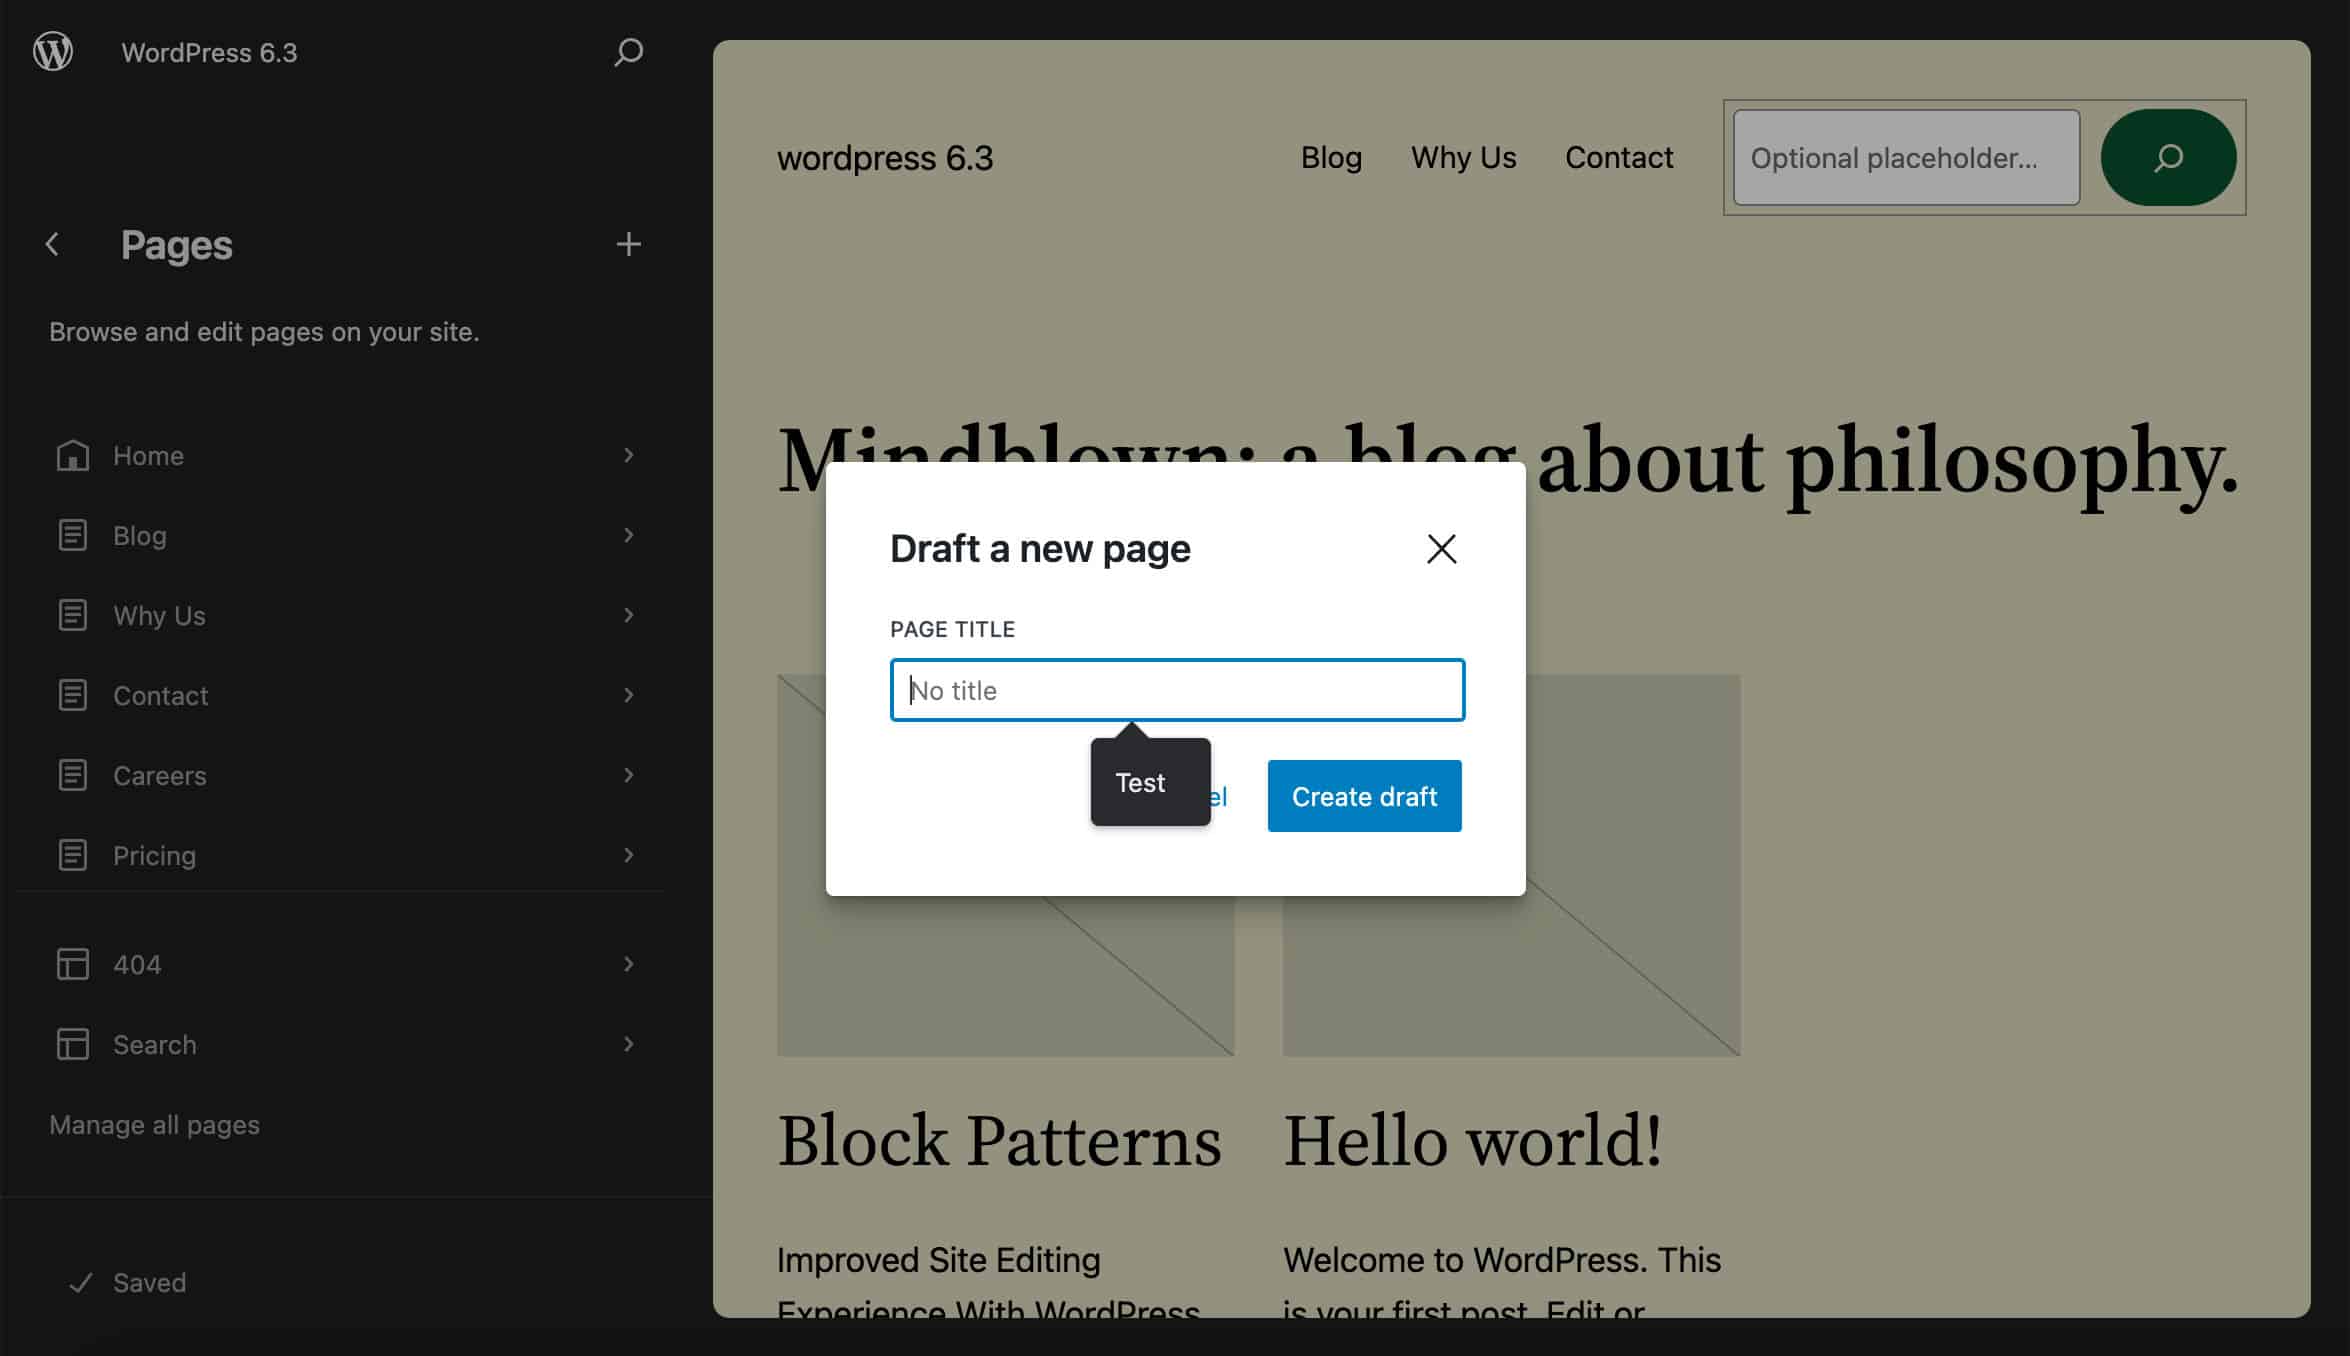 WordPress 6.3
Pages
Browse and edit pages on your site.
Home
Blog
Why Us
Contact
Careers
Pricing
404
Search
Manage all pages
Saved
wordpress 6.3
Blog
Why Us
Contact
Optional placeholder...
Mindblown: a blog about philosophy.
Draft a new page
PAGE TITLE
No title
Test
el
Create draft
Block Patterns
Improved Site Editing
Experience With WordPress
Hello world!
Welcome to WordPress. This
is your first post. Edit or